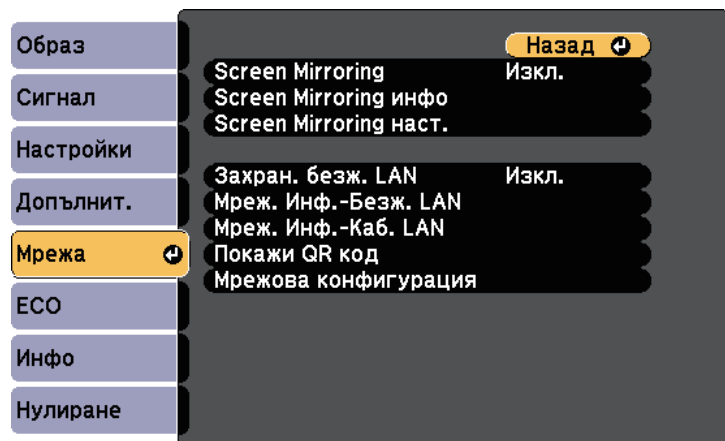 Образ
Сигнал
Настройки
Допълнит.
Мрежа
ECO
Инфо
Нулиране
Назад
Screen Mirroring Изкл.
Screen Mirroring инфо
Screen Mirroring наст.
Захран. безж. LAN Изкл.
Мреж. Инф.-Безж. LAN
Мреж. Инф.-Каб. LAN
Покажи QR код
Мрежова конфигурация